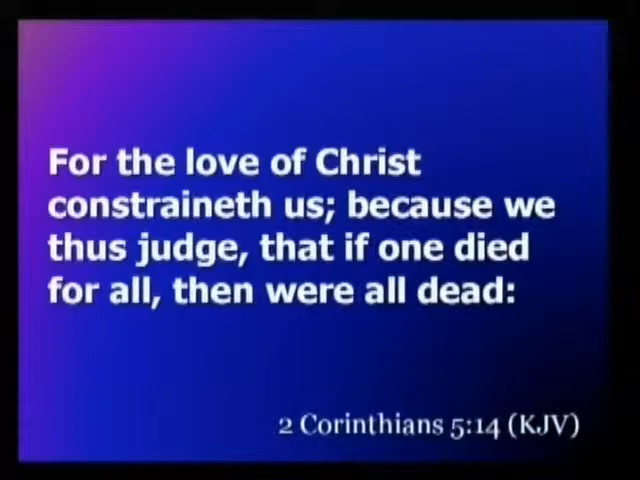 For the love of Christ
constraineth us; because we
thus judge, that if one died
for all, then were all dead:
2 Corinthians 5:14 (KJV)